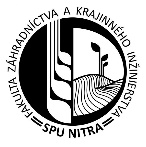 FAKULTA ZÁHRADNÍCTVA A KRAJINNÉHO INŽINIERSTVA
SPU NITRA